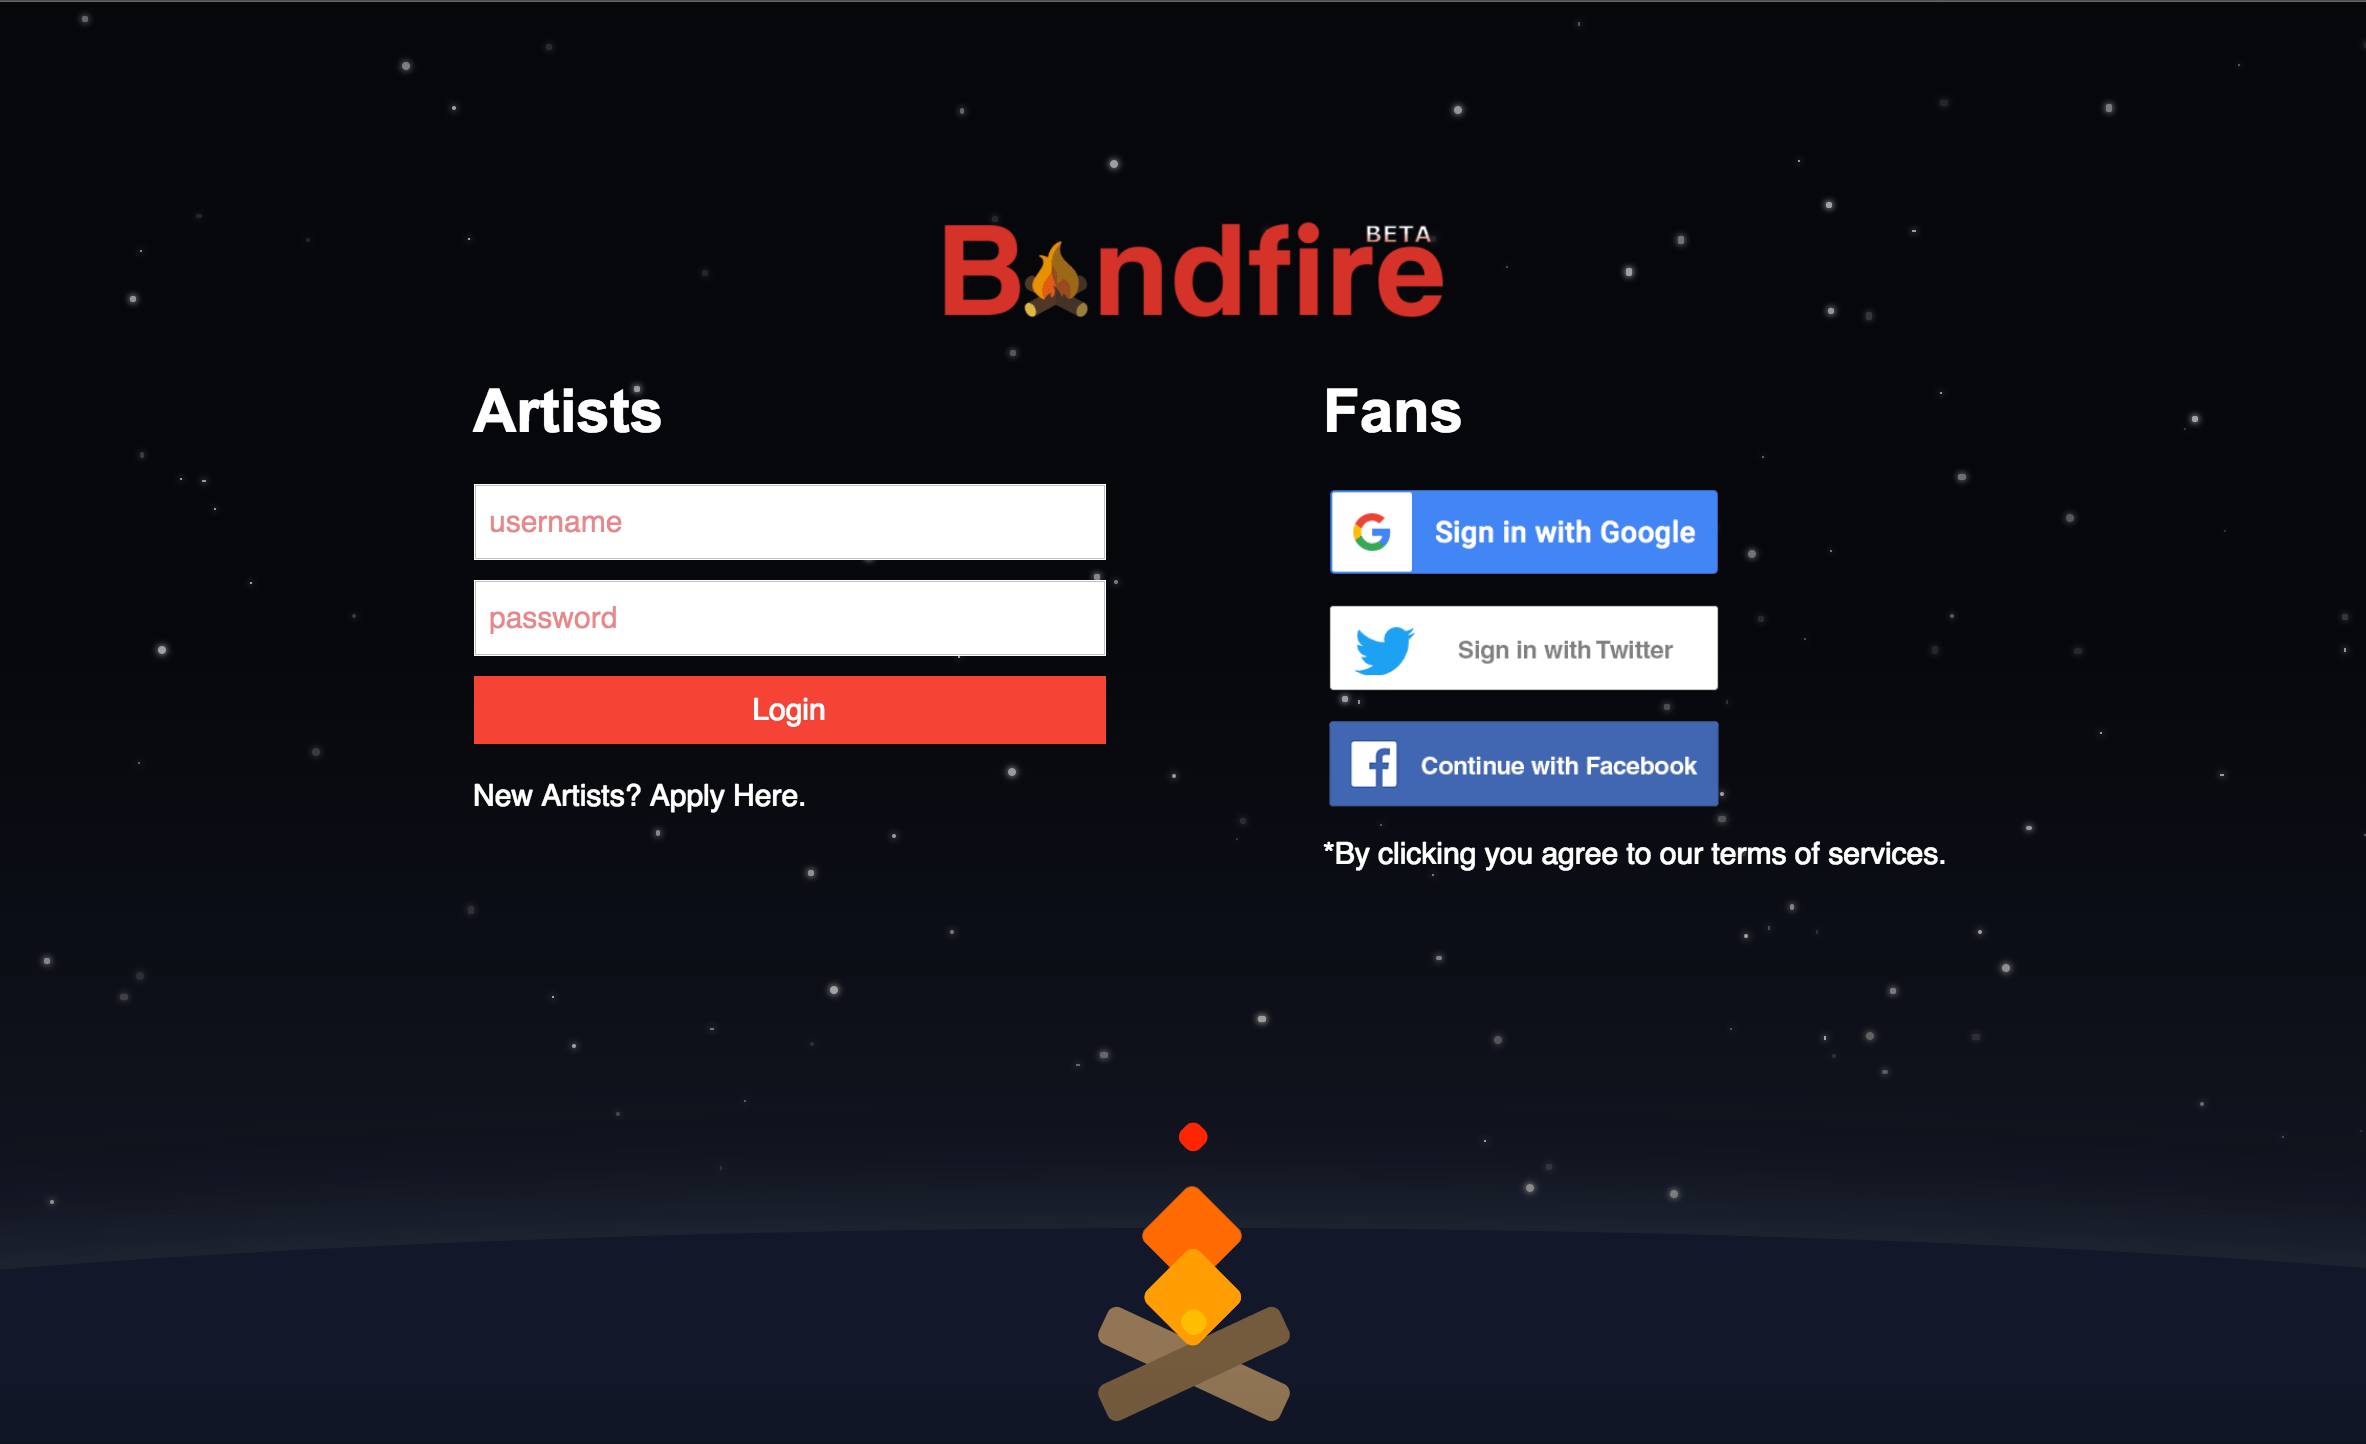 Bandfire BETA
Artists
username
password
Login
New Artists? Apply Here.
Fans
Sign in with Google
Sign in with Twitter
Continue with Facebook
*By clicking you agree to our terms of services.